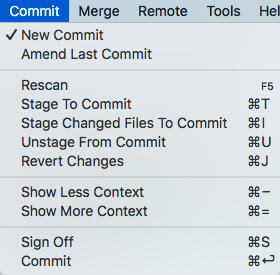 Commit Merge Remote Tools Hel
✓ New Commit
Amend Last Commit
Rescan F5
Stage To Commit ⌘T
Stage Changed Files To Commit ⌘I
Unstage From Commit ⌘U
Revert Changes ⌘J
Show Less Context ⌘−
Show More Context ⌘=
Sign Off ⌘S
Commit ⌘↩